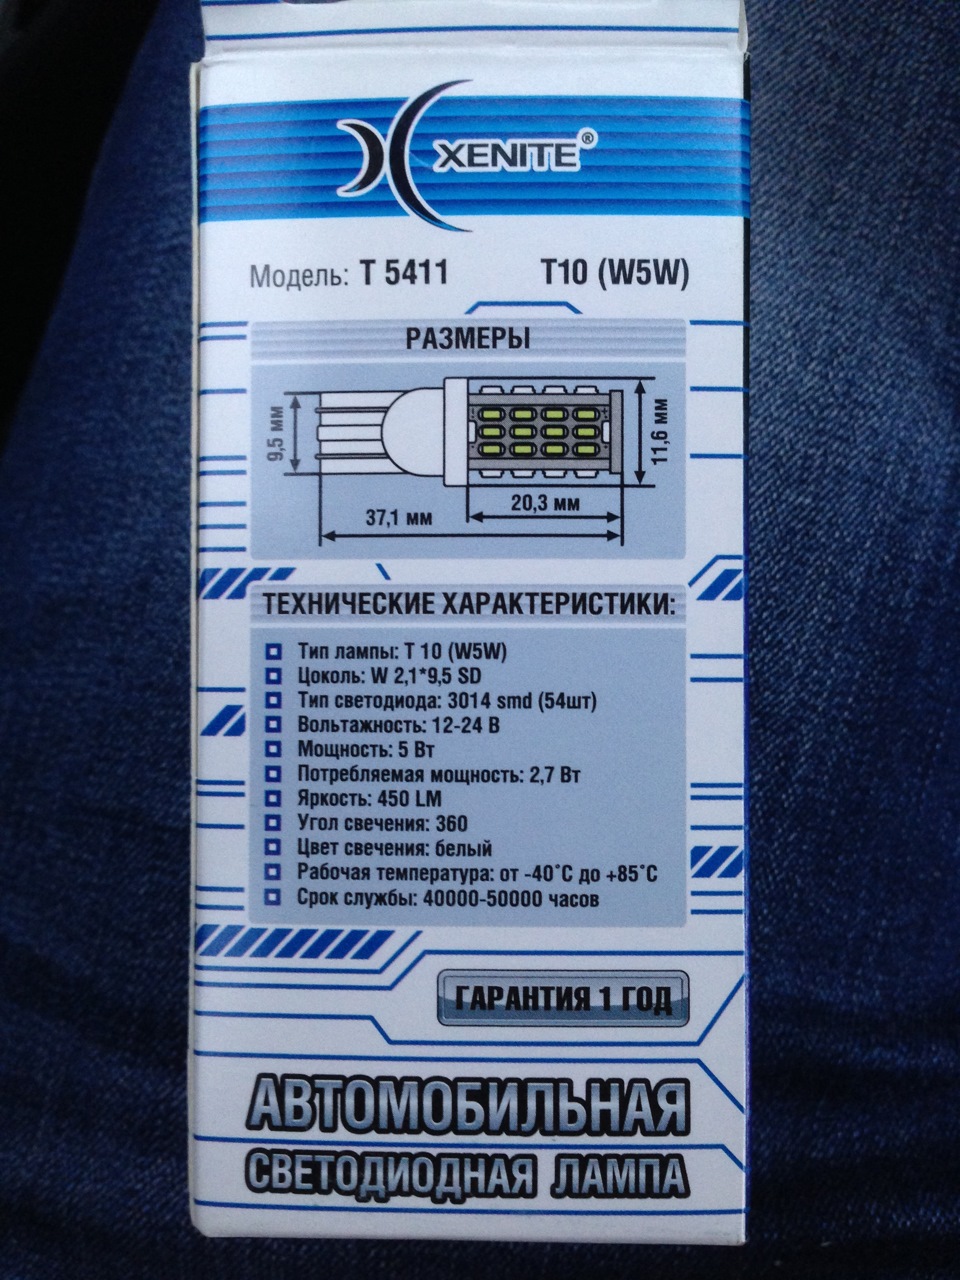 XENITE®
Модель: T 5411 T10 (W5W)
РАЗМЕРЫ
9,5 мм
11,6 мм
20,3 мм
37,1 мм
ТЕХНИЧЕСКИЕ ХАРАКТЕРИСТИКИ:
Тип лампы: T 10 (W5W)
Цоколь: W 2,1*9,5 SD
Тип светодиода: 3014 smd (54шт)
Вольтажность: 12-24 В
Мощность: 5 Вт
Потребляемая мощность: 2,7 Вт
Яркость: 450 LM
Угол свечения: 360
Цвет свечения: белый
Рабочая температура: от -40˚C до +85˚C
Срок службы: 40000-50000 часов
ГАРАНТИЯ 1 ГОД
АВТОМОБИЛЬНАЯ
СВЕТОДИОДНАЯ ЛАМПА